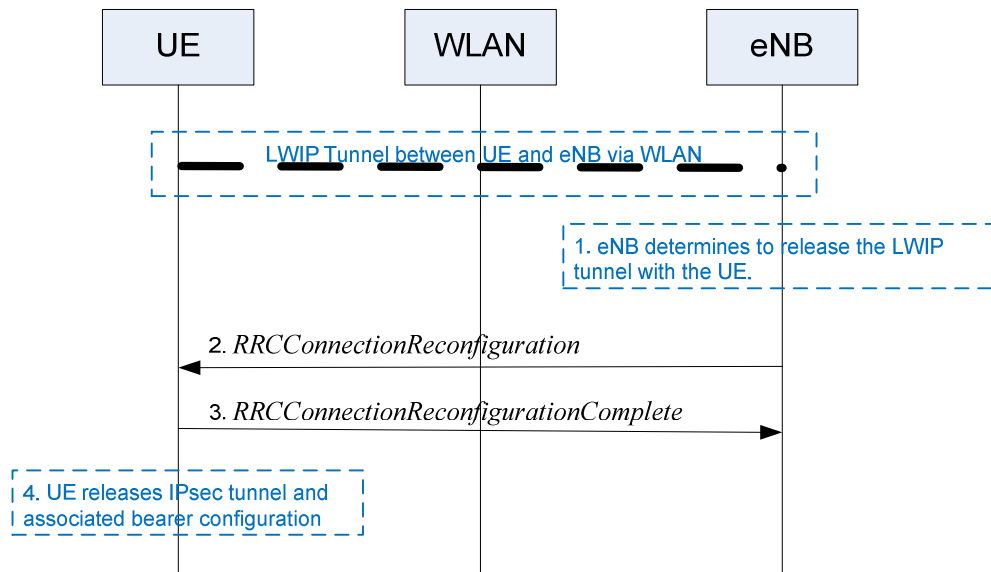 UE
WLAN
eNB
LWIP Tunnel between UE and eNB via WLAN
1. eNB determines to release the LWIP
tunnel with the UE.
2. RRCConnectionReconfiguration
3. RRCConnectionReconfigurationComplete
4. UE releases IPsec tunnel and
associated bearer configuration